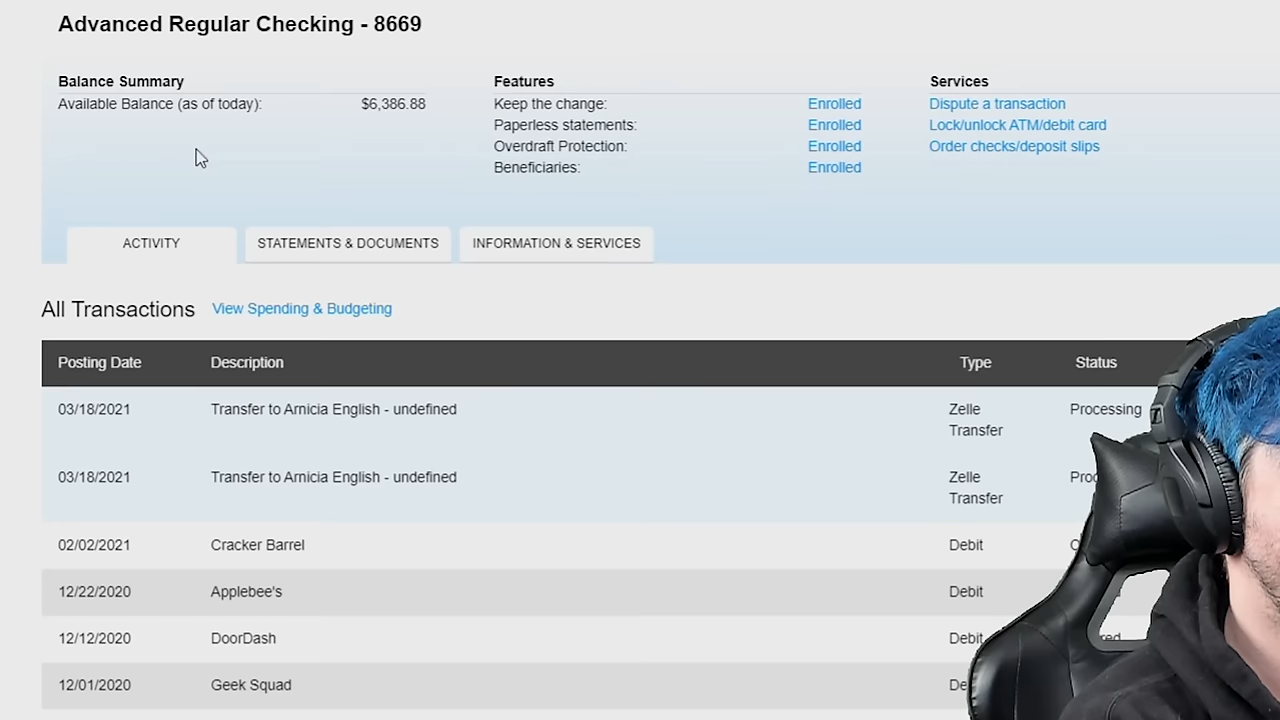 Advanced Regular Checking - 8669
Balance Summary
Available Balance (as of today): $6,386.88
Features
Keep the change: Enrolled
Paperless statements: Enrolled
Overdraft Protection: Enrolled
Beneficiaries: Enrolled
Services
Dispute a transaction
Lock/unlock ATM/debit card
Order checks/deposit slips
ACTIVITY STATEMENTS & DOCUMENTS INFORMATION & SERVICES
All Transactions View Spending & Budgeting
Posting Date Description Type Status
03/18/2021 Transfer to Arnicia English - undefined Zelle Processing
Transfer
03/18/2021 Transfer to Arnicia English - undefined Zelle
Transfer
02/02/2021 Cracker Barrel Debit
12/22/2020 Applebee's Debit
12/12/2020 DoorDash Debit
12/01/2020 Geek Squad